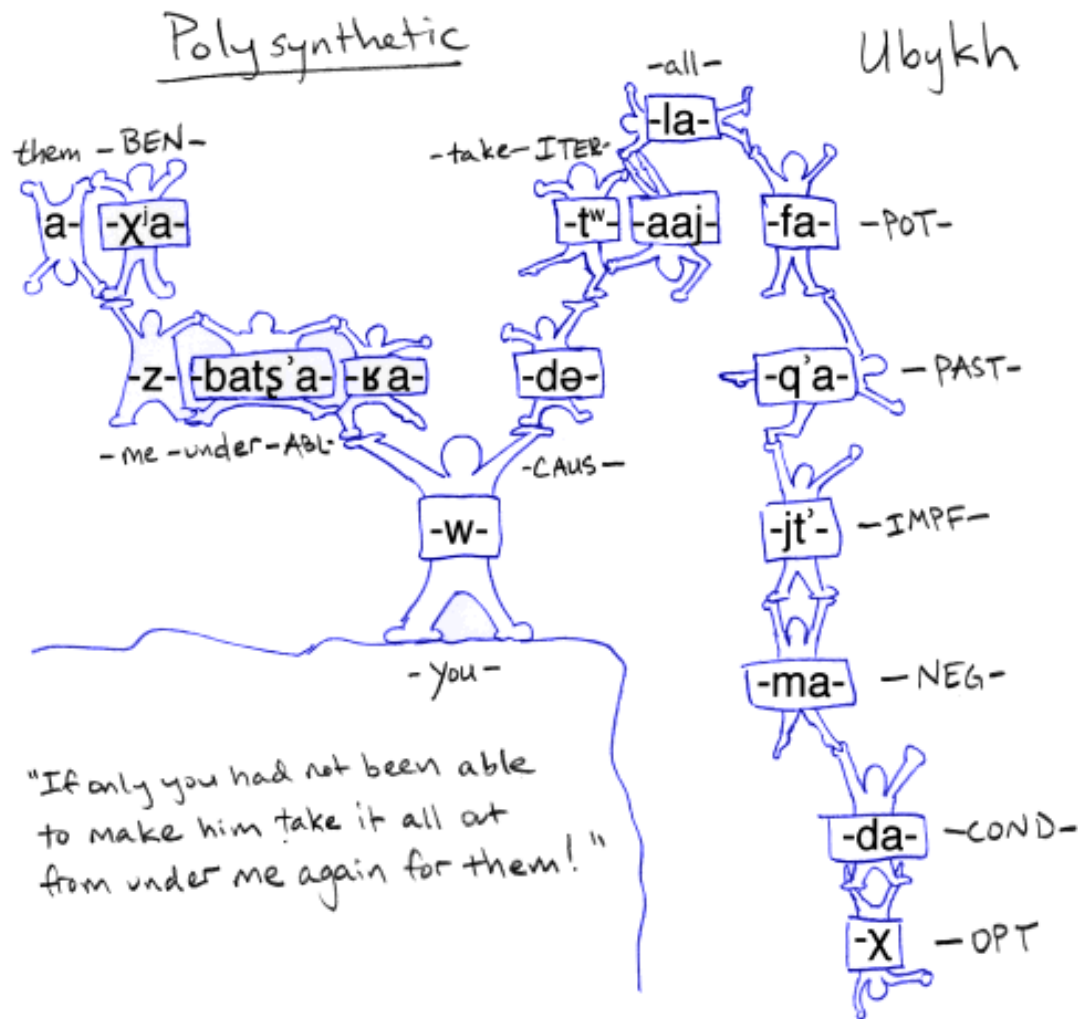 Polysynthetic
Ubykh
-all-
-la-
them -BEN-
-take-ITER-
a- -χʲa-
-tʷ- -aaj-
-fa- -POT-
-z- -batʂʼa- -ʁa-
-də-
-qʼa- -PAST-
-me-under-ABL-
-CAUS-
-w-
-jtʼ- -IMPF-
-you-
-ma- -NEG-
"If only you had not been able
to make him take it all out
from under me again for them!"
-da- -COND-
-χ -OPT